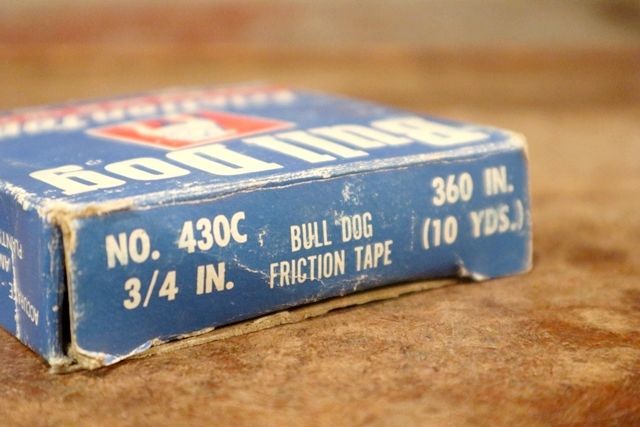 Bull Dog
NO. 430C
3/4 IN.
BULL DOG
FRICTION TAPE
360 IN.
(10 YDS.)